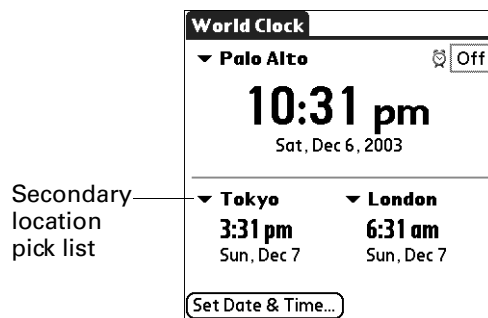 World Clock
Palo Alto
Off
10:31 pm
Sat, Dec 6, 2003
Secondary
location
pick list
Tokyo London
3:31 pm 6:31 am
Sun, Dec 7 Sun, Dec 7
Set Date & Time...